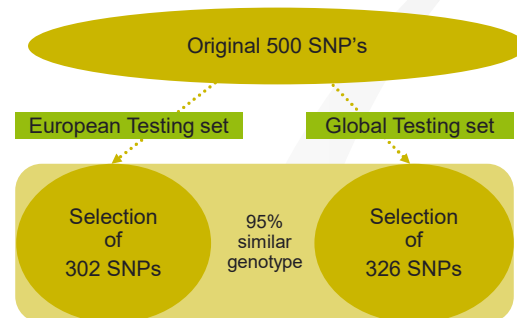 Original 500 SNP's
European Testing set
Global Testing set
Selection
of
302 SNPs
95%
similar
genotype
Selection
of
326 SNPs